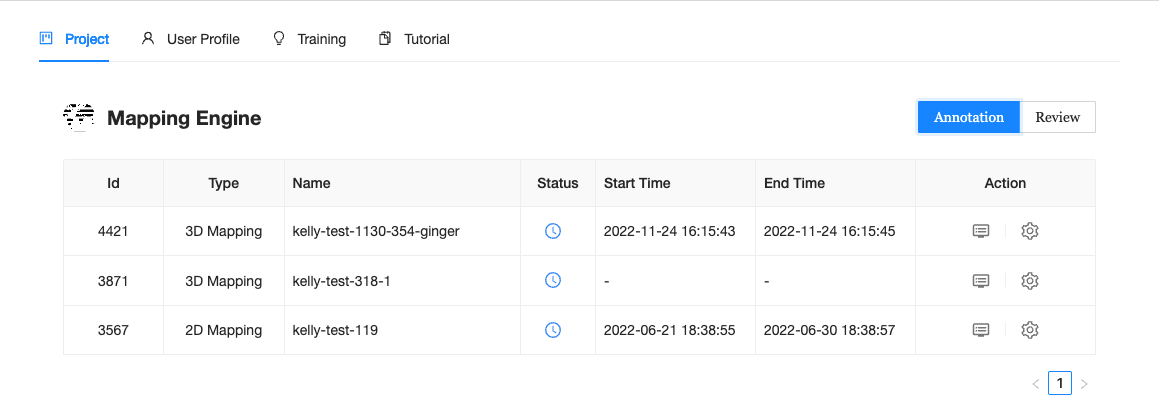 Project User Profile Training Tutorial
Mapping Engine Annotation Review
Id Type Name Status Start Time End Time Action
4421 3D Mapping kelly-test-1130-354-ginger 2022-11-24 16:15:43 2022-11-24 16:15:45
3871 3D Mapping kelly-test-318-1 - -
3567 2D Mapping kelly-test-119 2022-06-21 18:38:55 2022-06-30 18:38:57
< 1 >